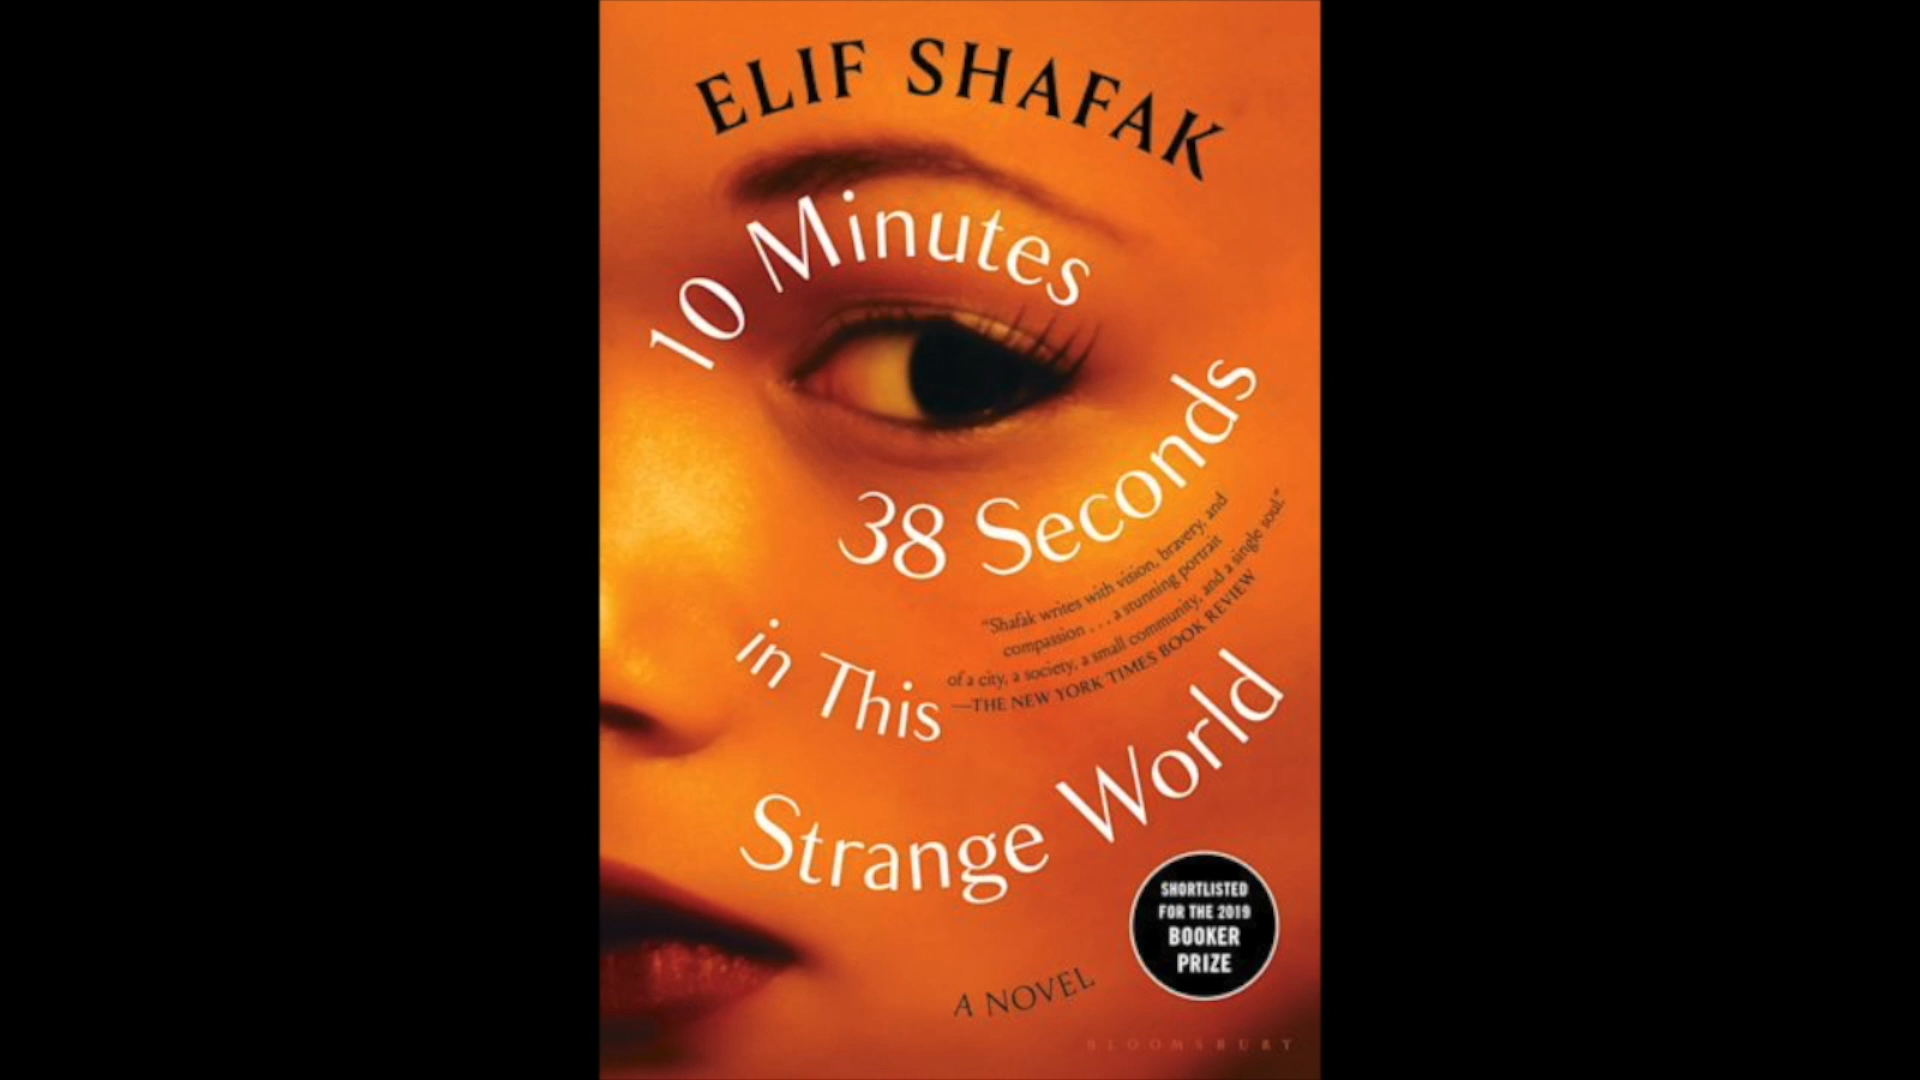 ELIF SHAFAK
10 Minutes
38 Seconds
"Shafak writes with vision, bravery, and
compassion . . . a stunning portrait
of a city, a society, a small community, and a single soul."
—THE NEW YORK TIMES BOOK REVIEW
in This
Strange World
SHORTLISTED
FOR THE 2019
BOOKER
PRIZE
A NOVEL
BLOOMSBURY